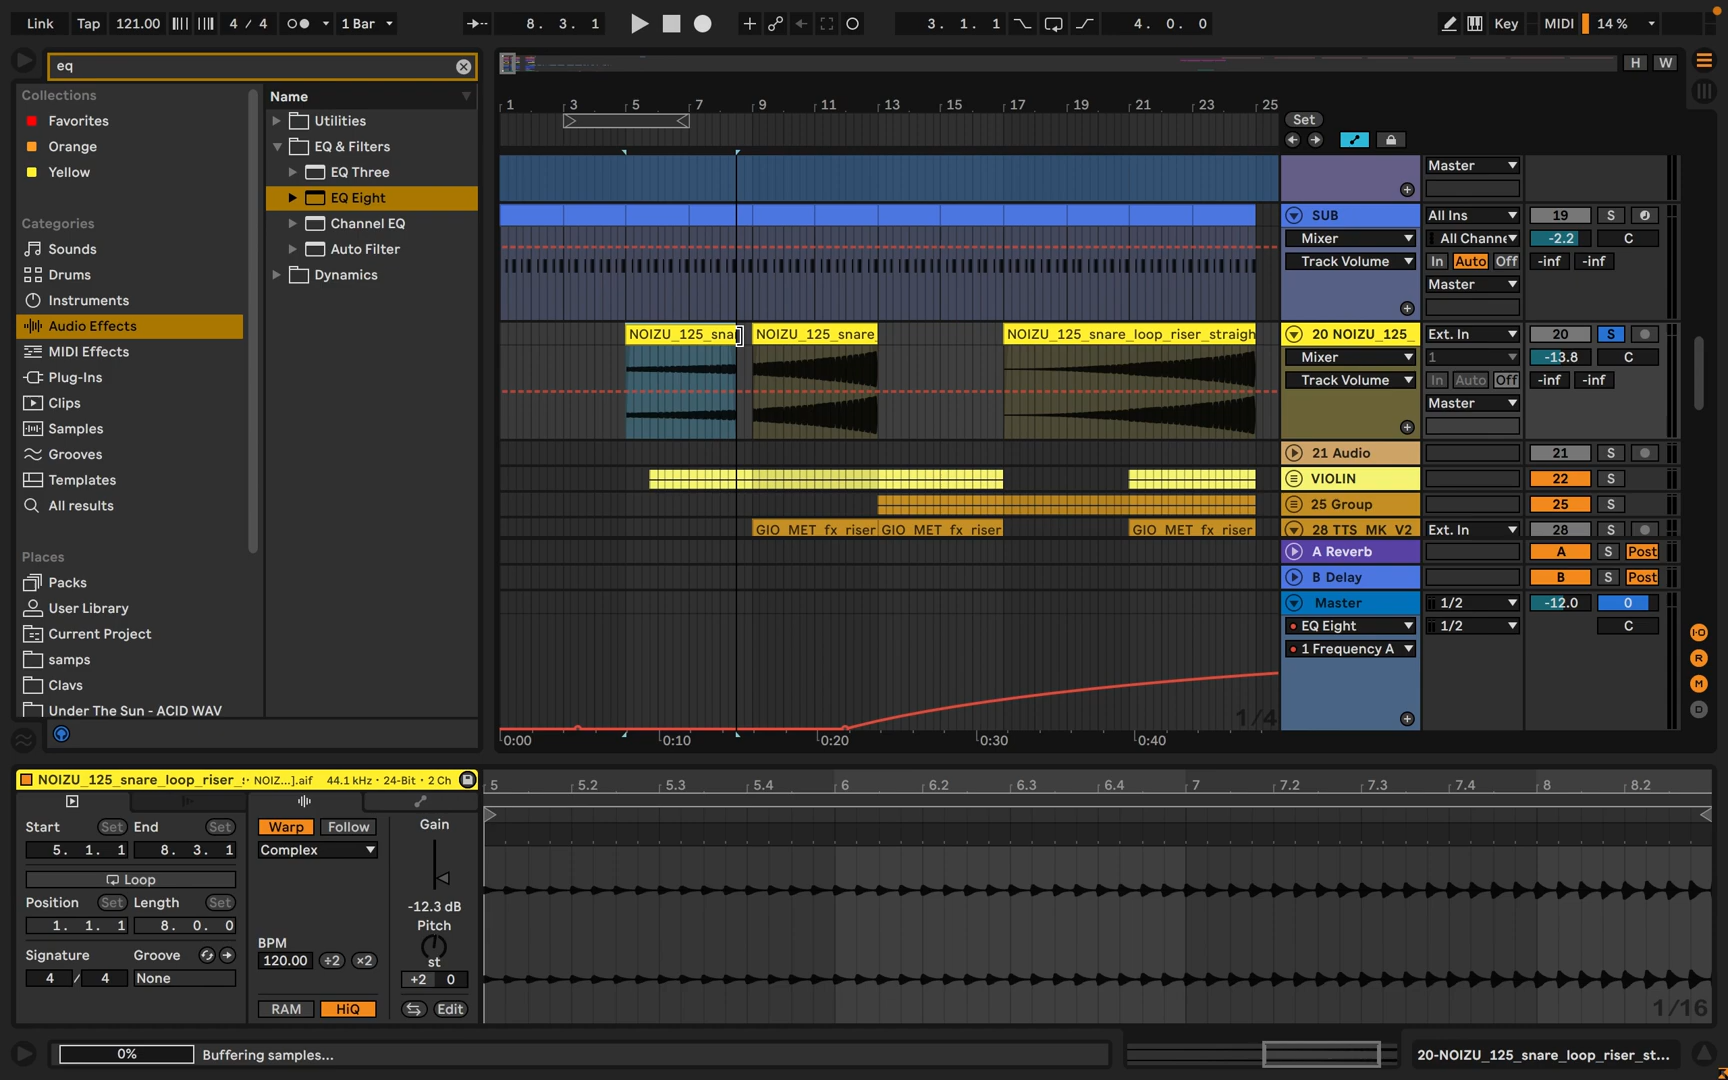 Link Tap 121.00 4 / 4 1 Bar 8. 3. 1 3. 1. 1 4. 0. 0 Key MIDI 14 %
eq
H W
Collections
Name
Favorites
Orange
Yellow
Categories
Sounds
Drums
Instruments
Audio Effects
MIDI Effects
Plug-Ins
Clips
Samples
Grooves
Templates
All results
Places
Packs
User Library
Current Project
samps
Clavs
Under The Sun - ACID WAV
Utilities
EQ & Filters
EQ Three
EQ Eight
Channel EQ
Auto Filter
Dynamics
1 3 5 7 9 11 13 15 17 19 21 23 25
Set
Master
SUB All Ins 19 S
Mixer All Channe -2.2 C
Track Volume In Auto Off -inf -inf
Master
NOIZU_125_sna NOIZU_125_snare_ NOIZU_125_snare_loop_riser_straigh 20 NOIZU_125_ Ext. In 20 S
Mixer 1 -13.8 C
Track Volume In Auto Off -inf -inf
Master
21 Audio 21 S
VIOLIN 22 S
25 Group 25 S
GIO_MET_fx_riser GIO_MET_fx_riser GIO_MET_fx_riser 28 TTS_MK_V2 Ext. In 28 S
A Reverb A S Post
B Delay B S Post
Master 1/2 -12.0 0
EQ Eight 1/2 C
1 Frequency A
I·O
R
M
D
1/4
0:00 0:10 0:20 0:30 0:40
NOIZU_125_snare_loop_riser_s NOIZ...].aif 44.1 kHz · 24-Bit · 2 Ch
5 5.2 5.3 5.4 6 6.2 6.3 6.4 7 7.2 7.3 7.4 8 8.2
Start Set End Set
5. 1. 1 8. 3. 1
Loop
Position Set Length Set
1. 1. 1 8. 0. 0
Signature Groove
4 / 4 None
Warp Follow
Complex
BPM
120.00 ÷2 ×2
RAM HiQ
Gain
-12.3 dB
Pitch
st
+2 0
Edit
1/16
0% Buffering samples...
20-NOIZU_125_snare_loop_riser_st...